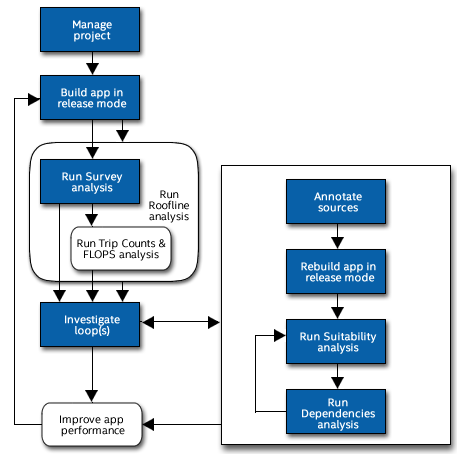 Manage
project
Build app in
release mode
Run Survey
analysis
Run
Roofline
analysis
Run Trip Counts &
FLOPS analysis
Investigate
loop(s)
Improve app
performance
Annotate
sources
Rebuild app in
release mode
Run Suitability
analysis
Run
Dependencies
analysis